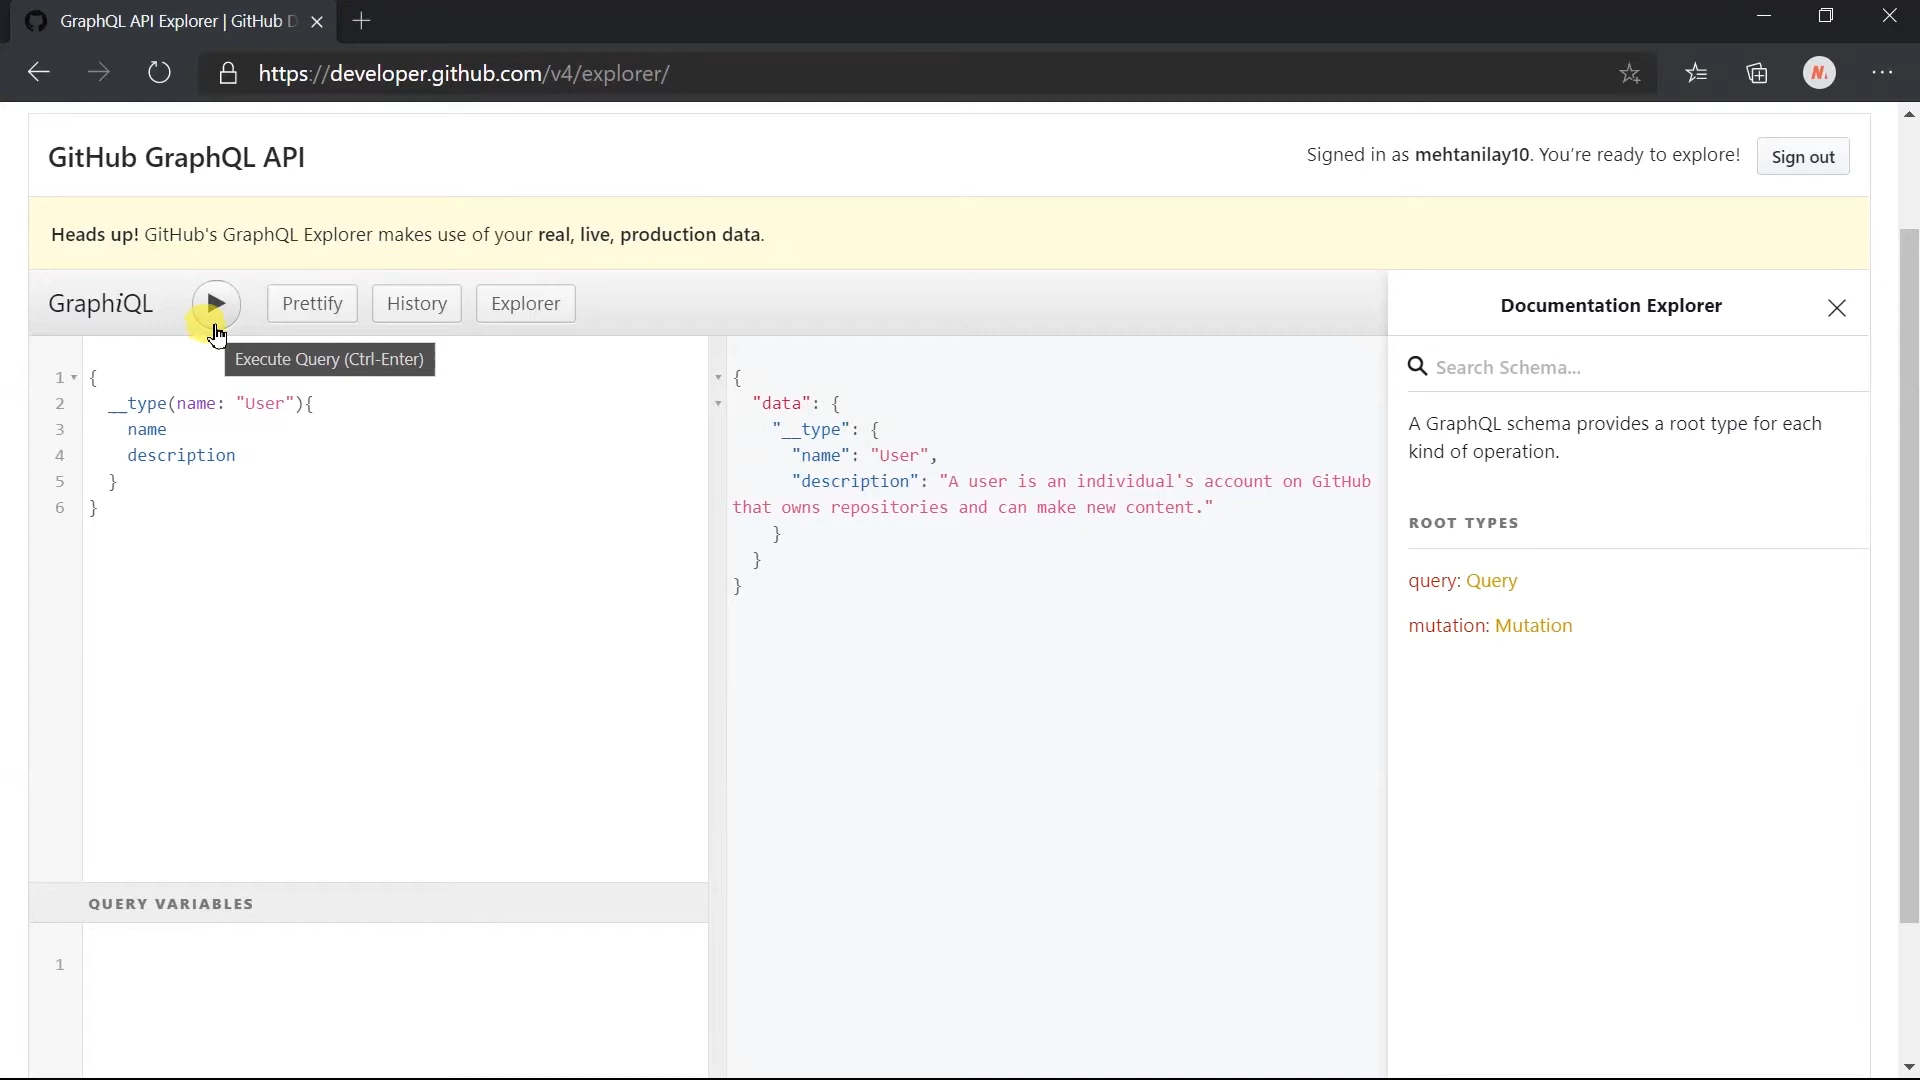 GraphQL API Explorer | GitHub D
https://developer.github.com/v4/explorer/
GitHub GraphQL API
Signed in as mehtanilay10. You're ready to explore!
Sign out
Heads up! GitHub's GraphQL Explorer makes use of your real, live, production data.
GraphiQL
Prettify
History
Explorer
Documentation Explorer
Execute Query (Ctrl-Enter)
1 {
2 __type(name: "User"){
3 name
4 description
5 }
6 }
{
"data": {
"__type": {
"name": "User",
"description": "A user is an individual's account on GitHub
that owns repositories and can make new content."
}
}
}
Search Schema...
A GraphQL schema provides a root type for each
kind of operation.
ROOT TYPES
query: Query
mutation: Mutation
QUERY VARIABLES
1